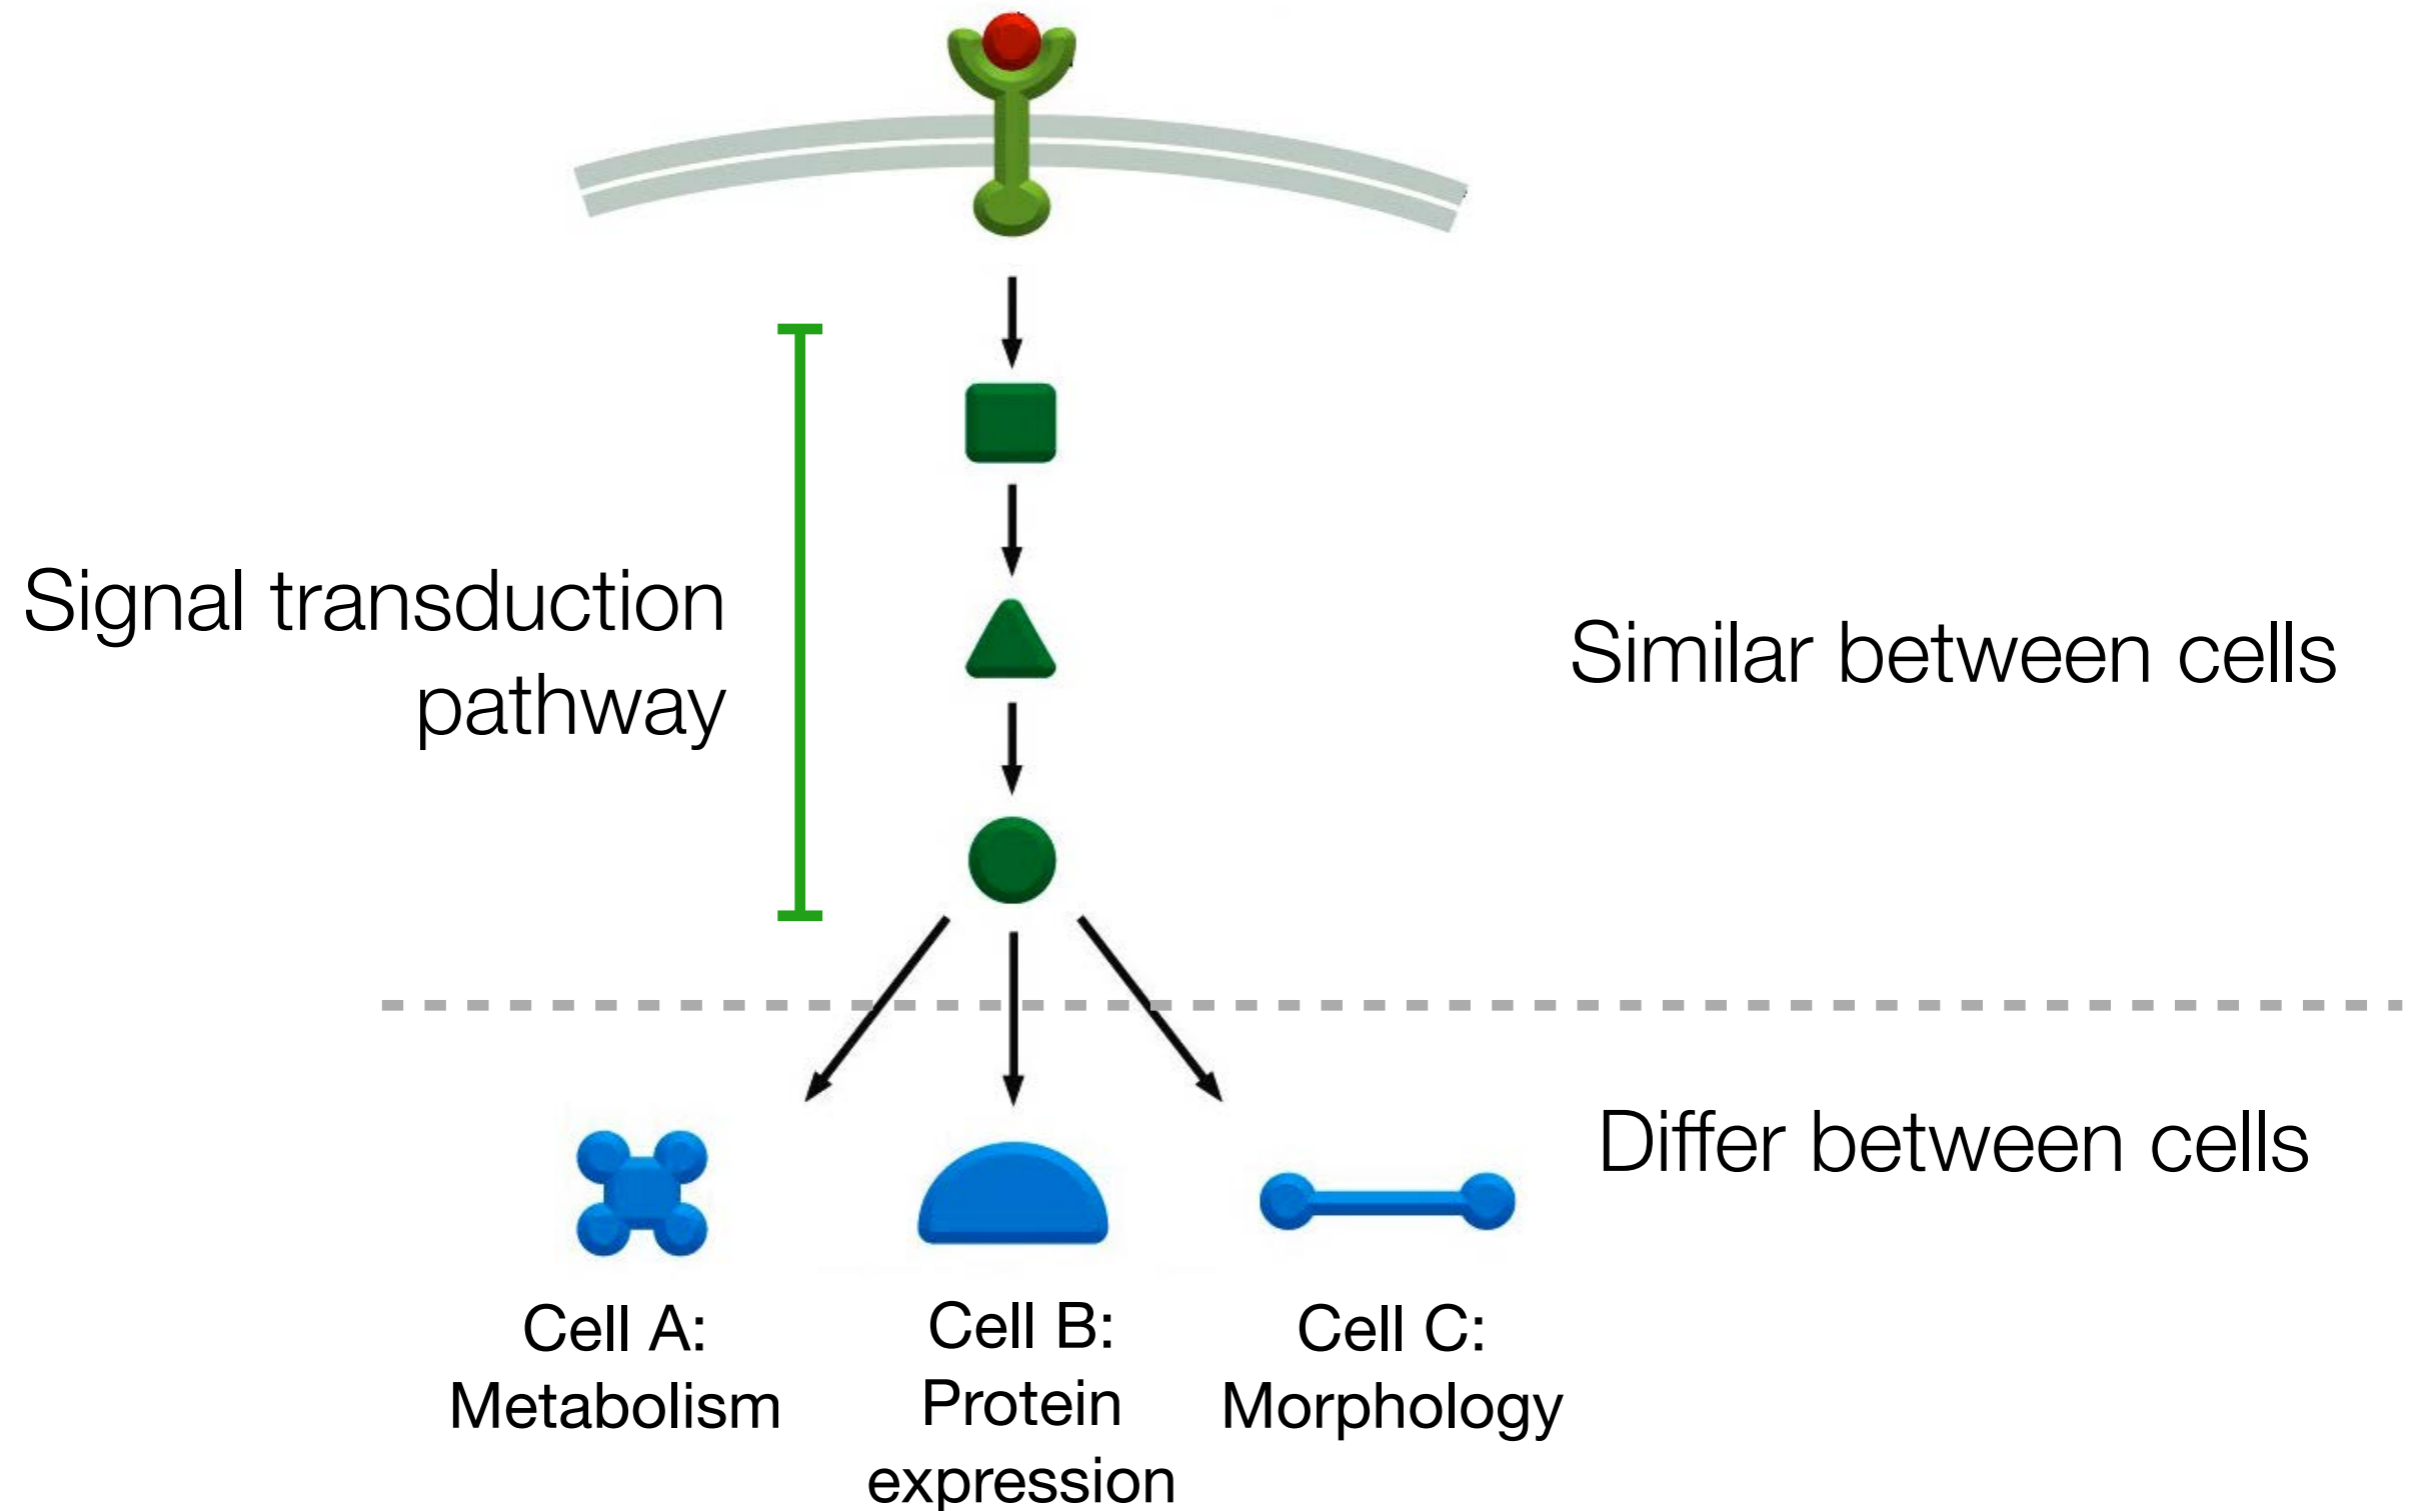 Signal transduction
pathway
Similar between cells
Differ between cells
Cell A:
Metabolism
Cell B:
Protein
expression
Cell C:
Morphology